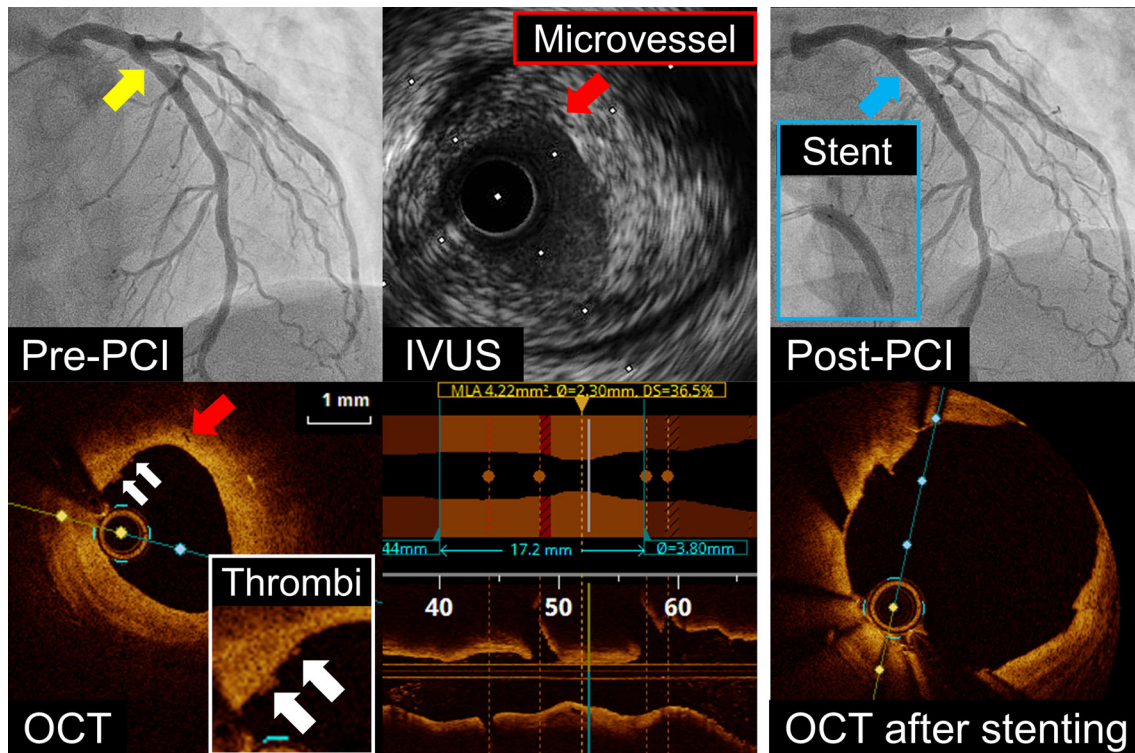 Microvessel
Stent
Pre-PCI
IVUS
Post-PCI
1 mm
MLA 4.22mm², Ø=2.30mm, DS=36.5%
44mm
17.2 mm
Ø=3.80mm
Thrombi
40 50 60
OCT
OCT after stenting